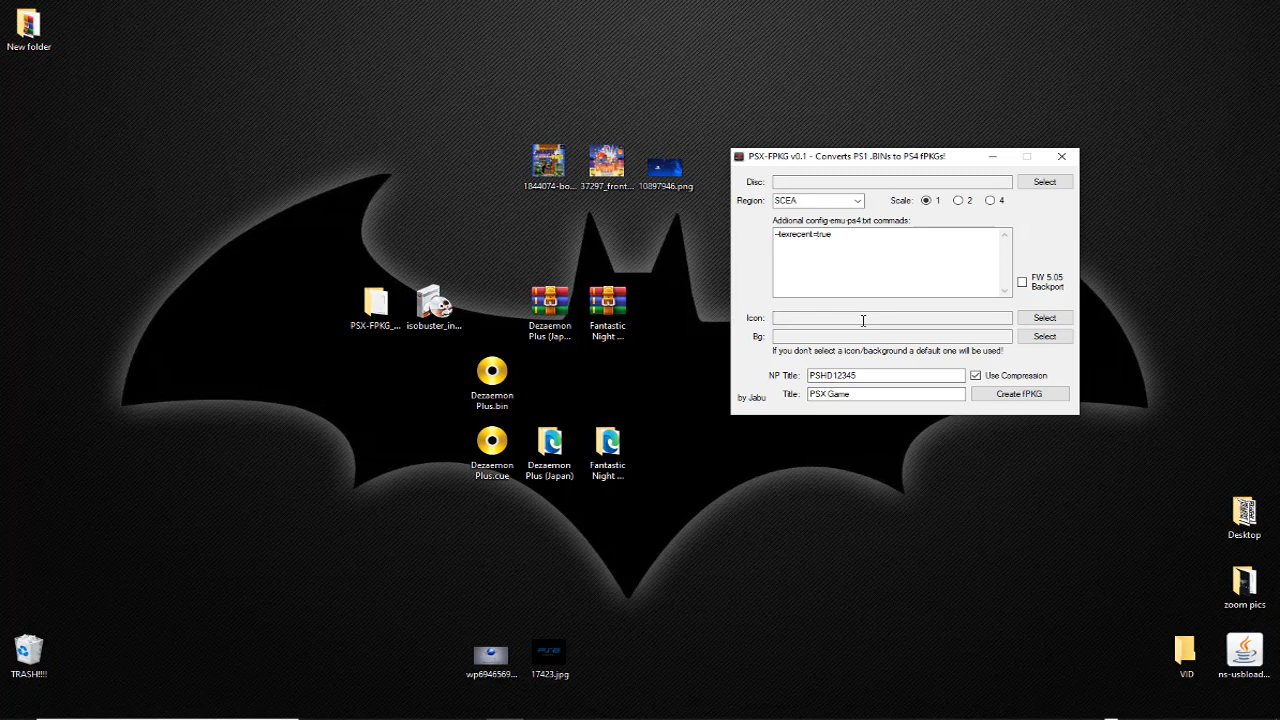 New folder
1844074-bo...
37297_front...
10897946.png
PSX-FPKG v0.1 - Converts PS1 .BINs to PS4 fPKGs!
Disc:
Select
Region:
SCEA
Scale:
1
2
4
Addional config-emu-ps4.txt commads:
--texrecent=true
FW 5.05
Backport
Icon:
Select
Bg:
Select
If you don't select a icon/background a default one will be used!
NP Title:
PSHD12345
Use Compression
by Jabu
Title:
PSX Game
Create fPKG
PSX-FPKG_...
isobuster_in...
Dezaemon
Plus (Jap...
Fantastic
Night ...
Dezaemon
Plus.bin
Dezaemon
Plus.cue
Dezaemon
Plus (Japan)
Fantastic
Night ...
Desktop
zoom pics
TRASH!!!!
wp6946569...
PS2
17423.jpg
VID
ns-usbload...